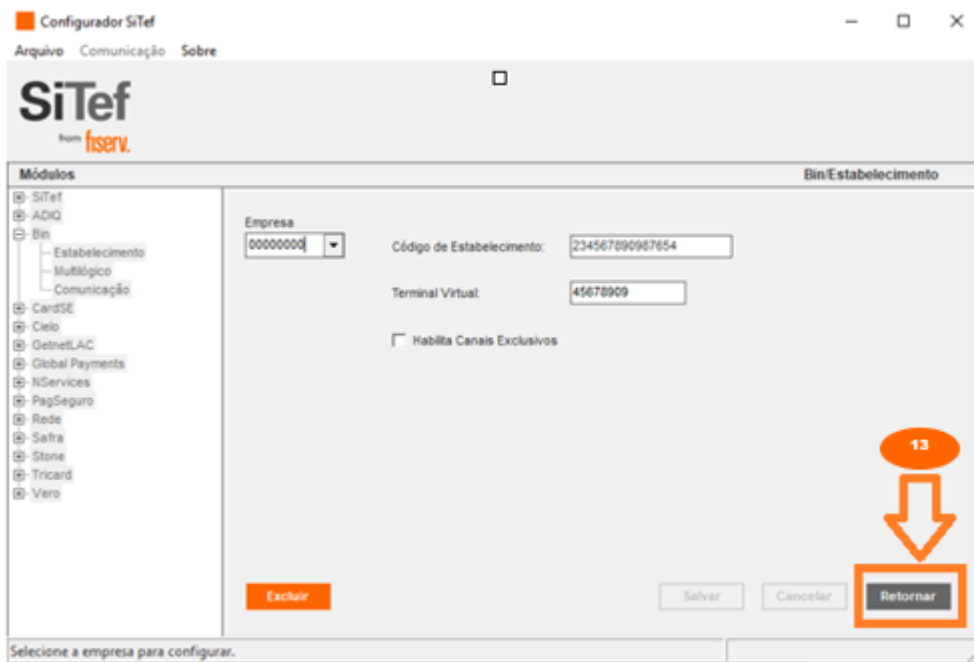 Configurador SiTef
Arquivo Comunicação Sobre
SiTef
from fiserv.
Módulos
Bin/Estabelecimento
SiTef
ADIQ
Bin
Estabelecimento
Multilógico
Comunicação
CardSE
Cielo
GetnetLAC
Global Payments
NServices
PagSeguro
Rede
Safra
Stone
Tricard
Vero
Empresa
00000000
Código de Estabelecimento: 234567890987654
Terminal Virtual: 45678909
Habilita Canais Exclusivos
13
Excluir Salvar Cancelar Retornar
Selecione a empresa para configurar.